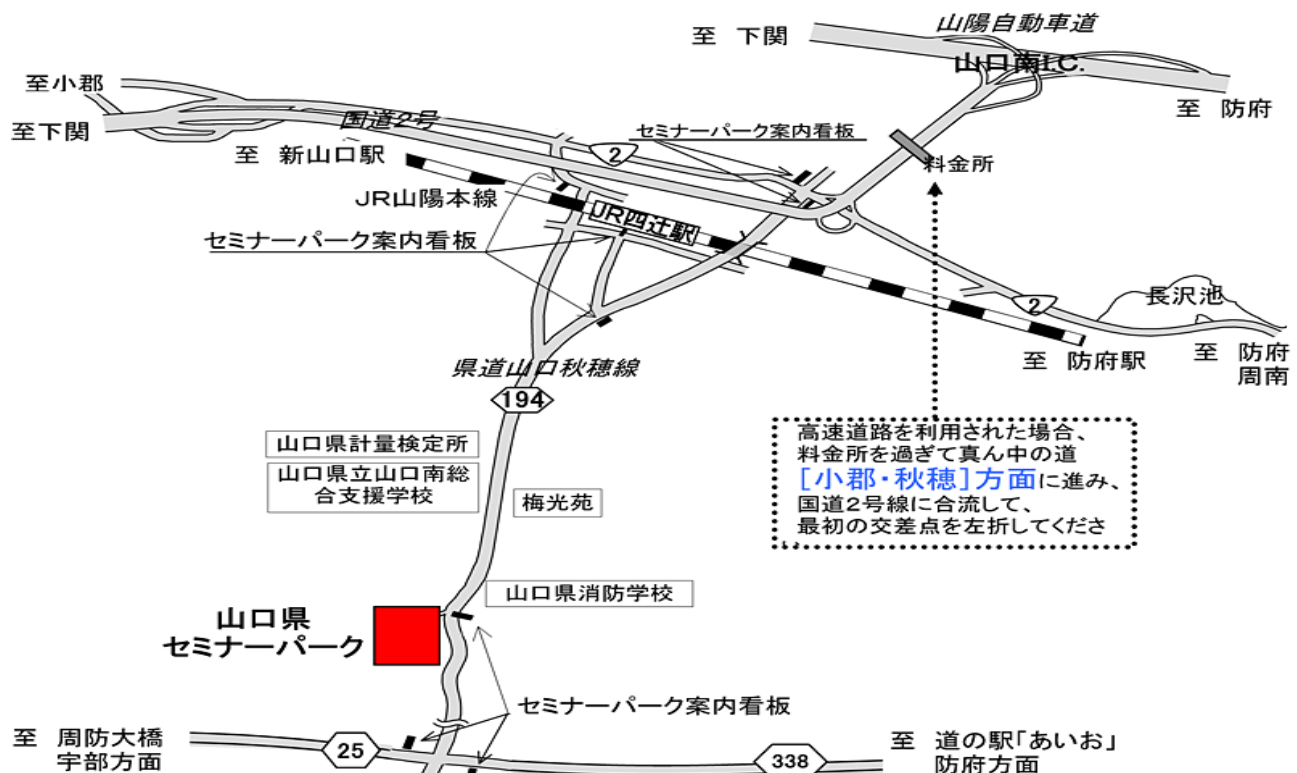 山陽自動車道
至 下関
山口南I.C.
至 防府
至小郡
至下関
国道2号
セミナーパーク案内看板
2
至 新山口駅
料金所
JR山陽本線
JR四辻駅
セミナーパーク案内看板
2
長沢池
至 防府駅
至 防府
周南
県道山口秋穂線
194
高速道路を利用された場合、
料金所を過ぎて真ん中の道
[小郡・秋穂]方面に進み、
国道2号線に合流して、
最初の交差点を左折してくださ
山口県計量検定所
山口県立山口南総
合支援学校
梅光苑
山口県消防学校
山口県
セミナーパーク
セミナーパーク案内看板
至 周防大橋
宇部方面
25
338
至 道の駅「あいお」
防府方面